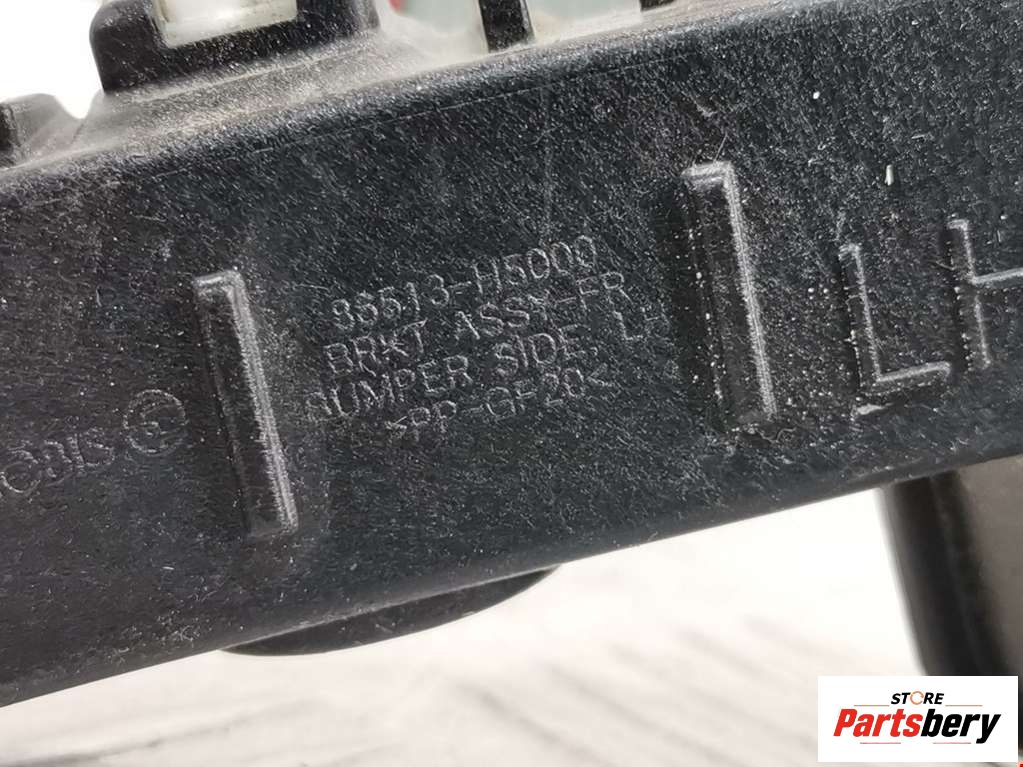 86513-H5000
BRKT ASSY-FR
BUMPER SIDE, LH
>PP-GF20<
LH
STORE
Partsbery